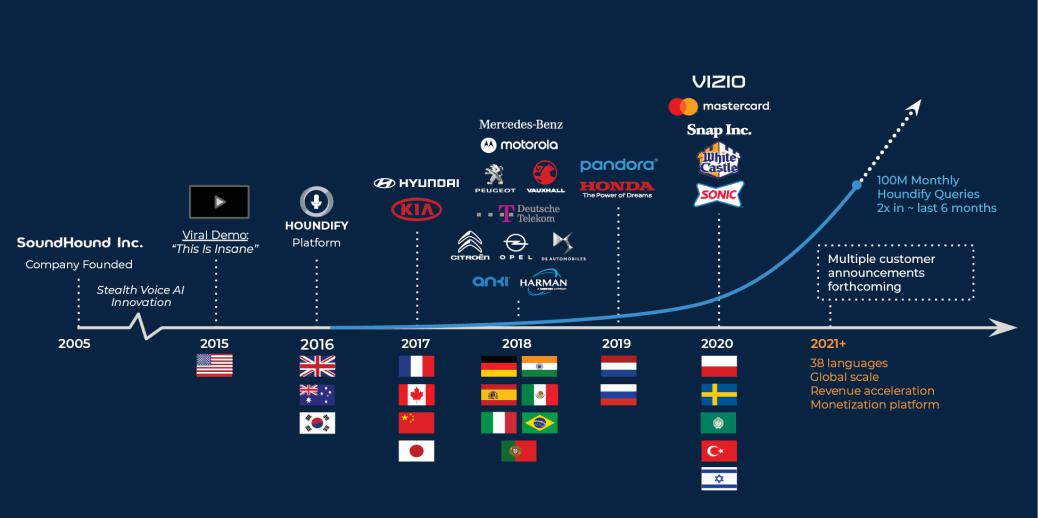 SoundHound Inc.
Company Founded
Stealth Voice AI
Innovation
Viral Demo:
"This Is Insane"
HOUNDIFY
Platform
HYUNDAI
KIA
Mercedes-Benz
motorola
PEUGEOT
VAUXHALL
Deutsche
Telekom
CITROËN
OPEL
DS AUTOMOBILES
anki
HARMAN
pandora
HONDA
The Power of Dreams
VIZIO
mastercard.
Snap Inc.
White
Castle
SONIC
100M Monthly
Houndify Queries
2x in ~ last 6 months
Multiple customer
announcements
forthcoming
2005
2015
2016
2017
2018
2019
2020
2021+
38 languages
Global scale
Revenue acceleration
Monetization platform